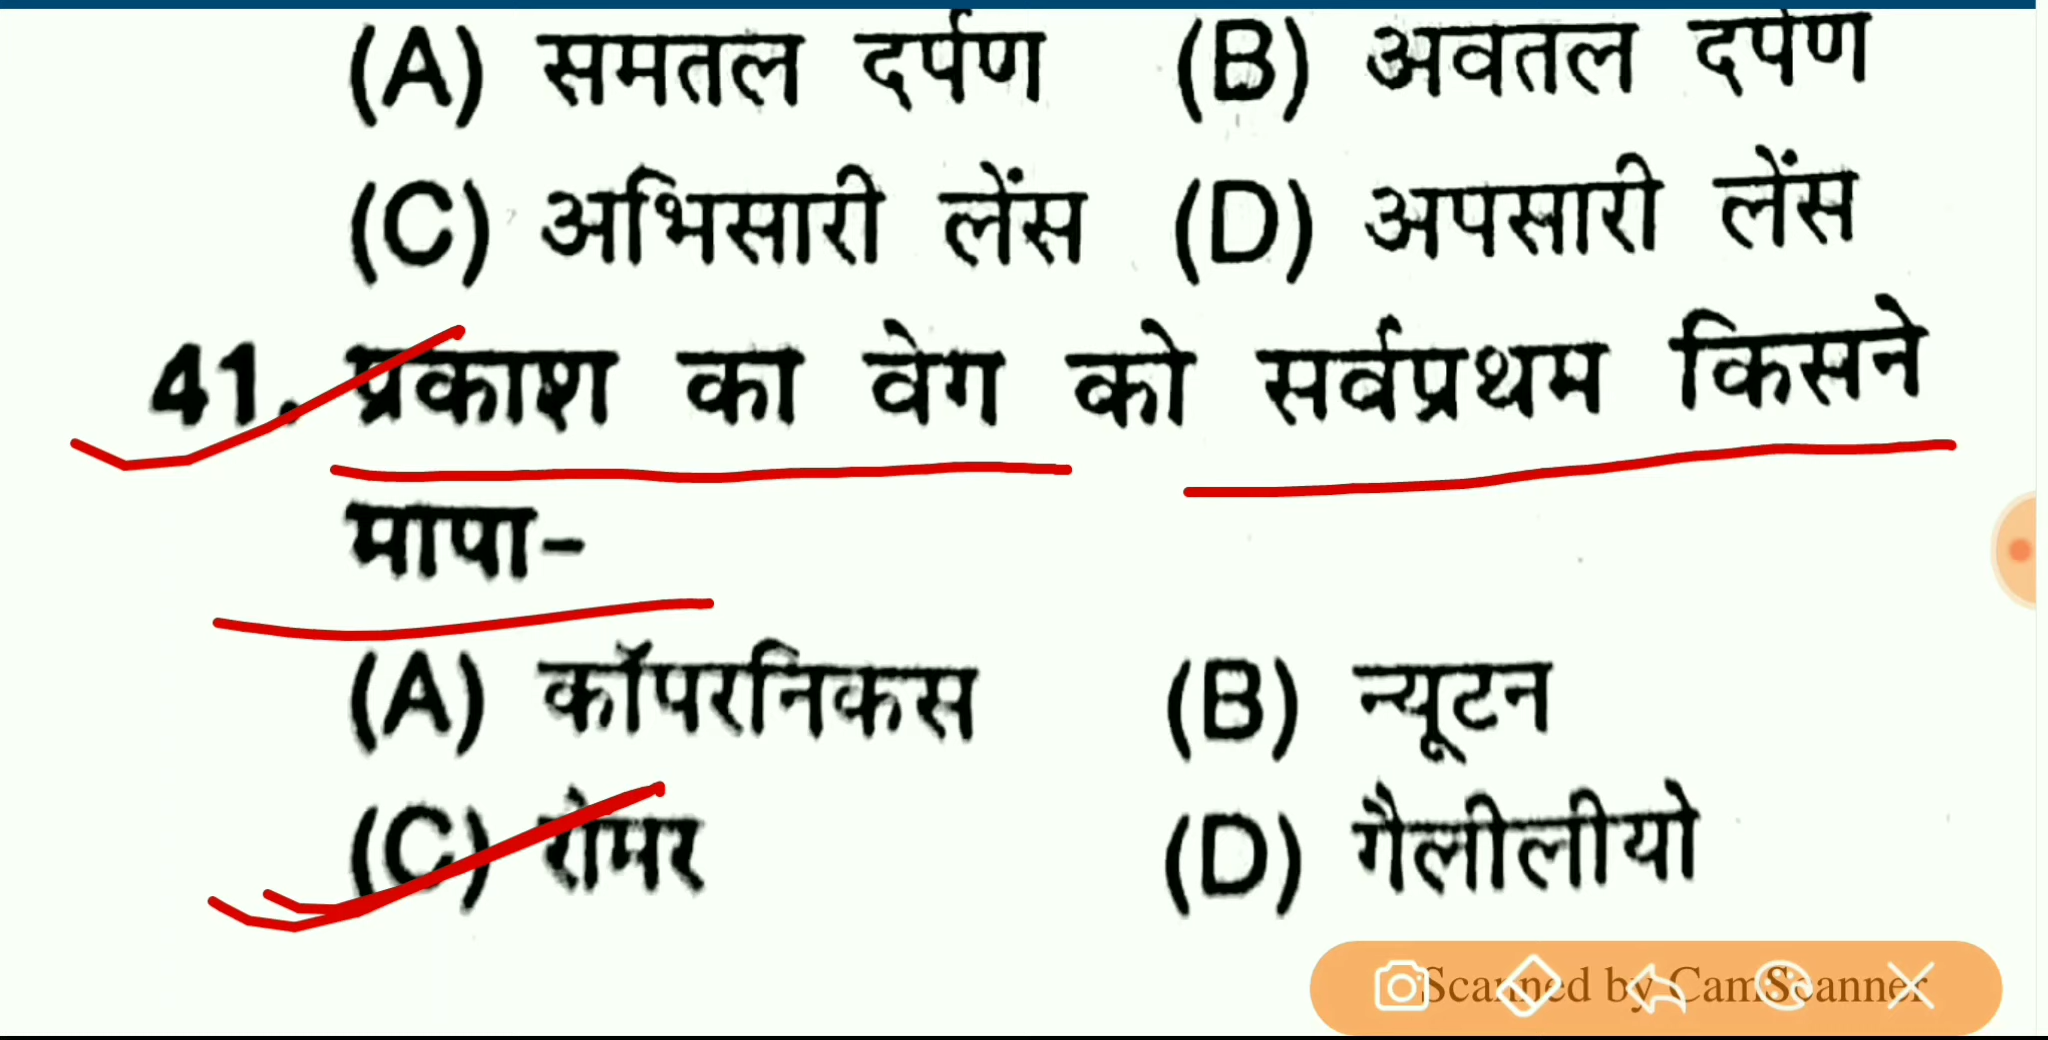 (A) समतल दर्पण (B) अवतल दर्पण
(C) अभिसारी लेंस (D) अपसारी लेंस
41. प्रकाश का वेग को सर्वप्रथम किसने
मापा-
(A) कॉपरनिकस (B) न्यूटन
(C) रोमर (D) गैलीलीयो
Scanned by CamScanner